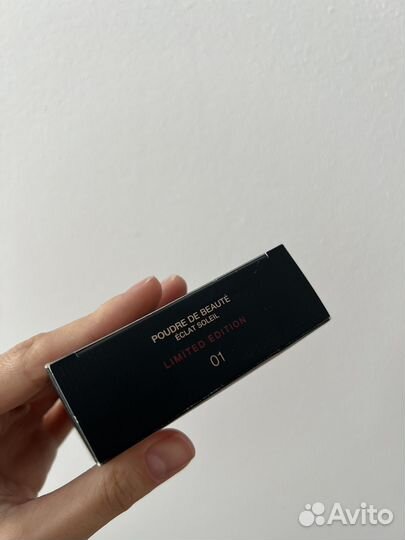 POUDRE DE BEAUTÉ
ÉCLAT SOLEIL
LIMITED EDITION
01
Avito